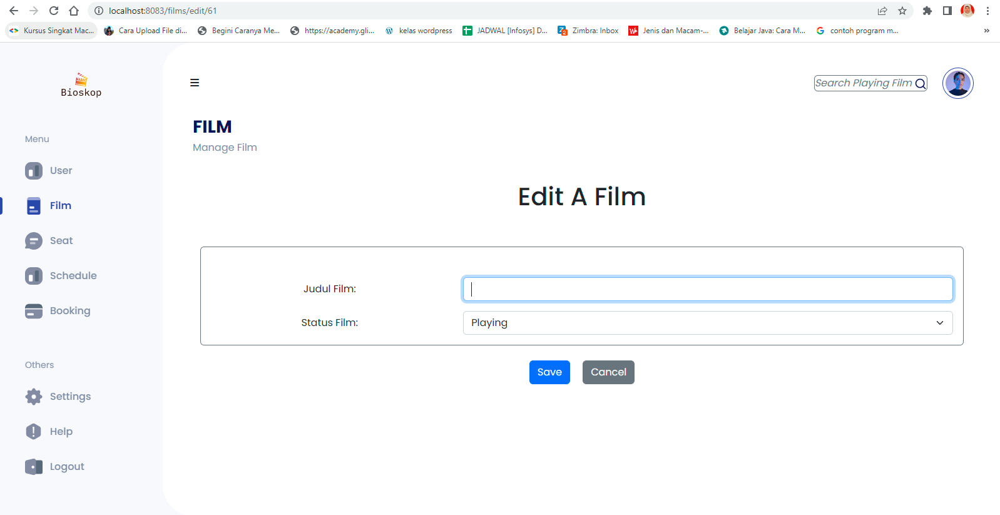 localhost:8083/films/edit/61
Kursus Singkat Mac...
Cara Upload File di...
Begini Caranya Me...
https://academy.gli...
kelas wordpress
JADWAL [Infosys] D...
Zimbra: Inbox
Jenis dan Macam-...
Belajar Java: Cara M...
contoh program m...
»
Bioskop
Search Playing Film
FILM
Manage Film
Menu
User
Film
Seat
Schedule
Booking
Others
Settings
Help
Logout
Edit A Film
Judul Film:
Status Film:
Playing
Save
Cancel